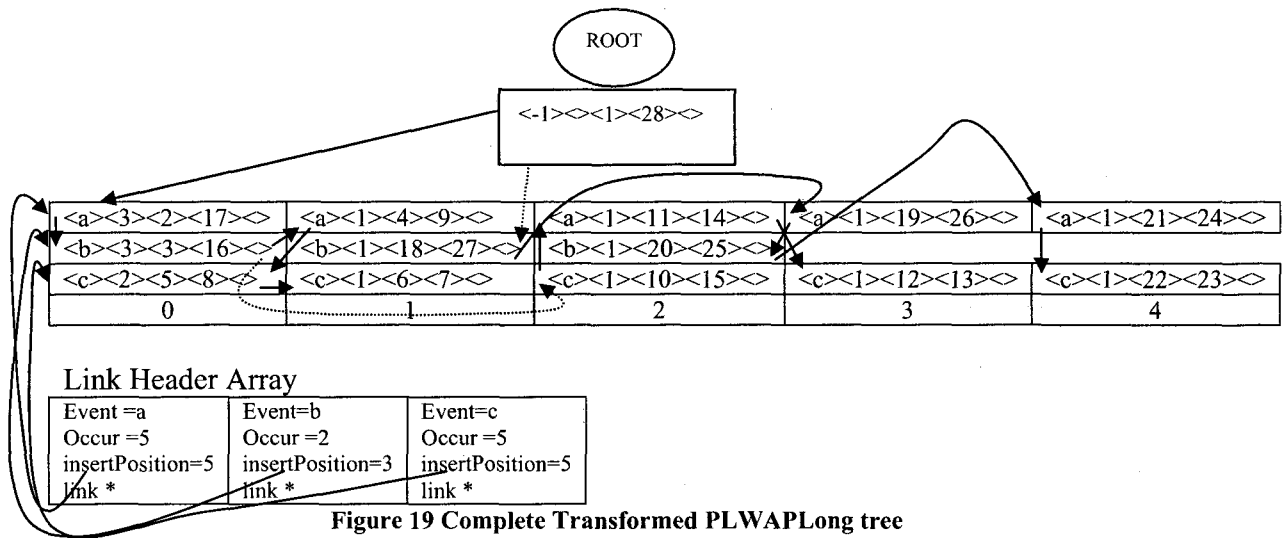 ROOT
<-1><><1><28><>
<a><3><2><17><> <a><1><4><9><> <a><1><11><14><> <a><1><19><26><> <a><1><21><24><>
<b><3><3><16><> <b><1><18><27><> <b><1><20><25><>
<c><2><5><8><> <c><1><6><7><> <c><1><10><15><> <c><1><12><13><> <c><1><22><23><>
0 1 2 3 4
Link Header Array
Event =a Event=b Event=c
Occur =5 Occur =2 Occur =5
insertPosition=5 insertPosition=3 insertPosition=5
link * link * link *
Figure 19 Complete Transformed PLWAPLong tree